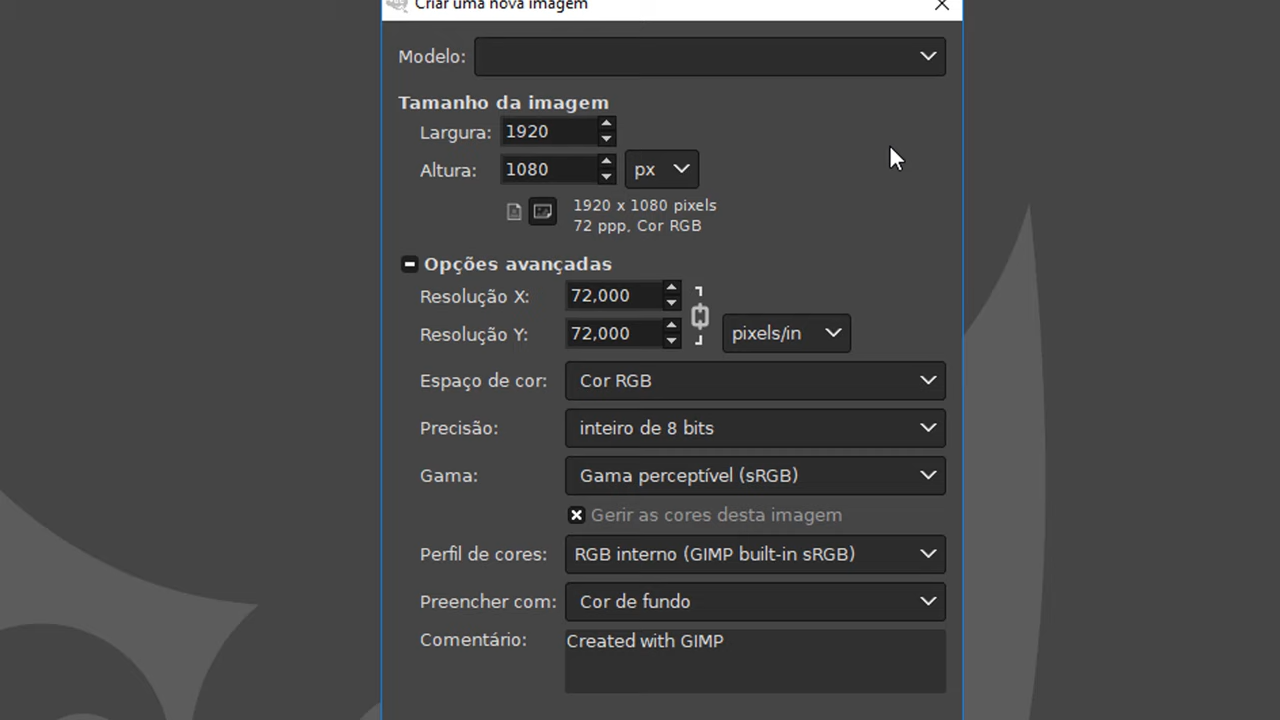 Criar uma nova imagem
Modelo:
Tamanho da imagem
Largura: 1920
Altura: 1080 px
1920 x 1080 pixels
72 ppp, Cor RGB
Opções avançadas
Resolução X: 72,000
Resolução Y: 72,000 pixels/in
Espaço de cor: Cor RGB
Precisão: inteiro de 8 bits
Gama: Gama perceptível (sRGB)
Gerir as cores desta imagem
Perfil de cores: RGB interno (GIMP built-in sRGB)
Preencher com: Cor de fundo
Comentário: Created with GIMP